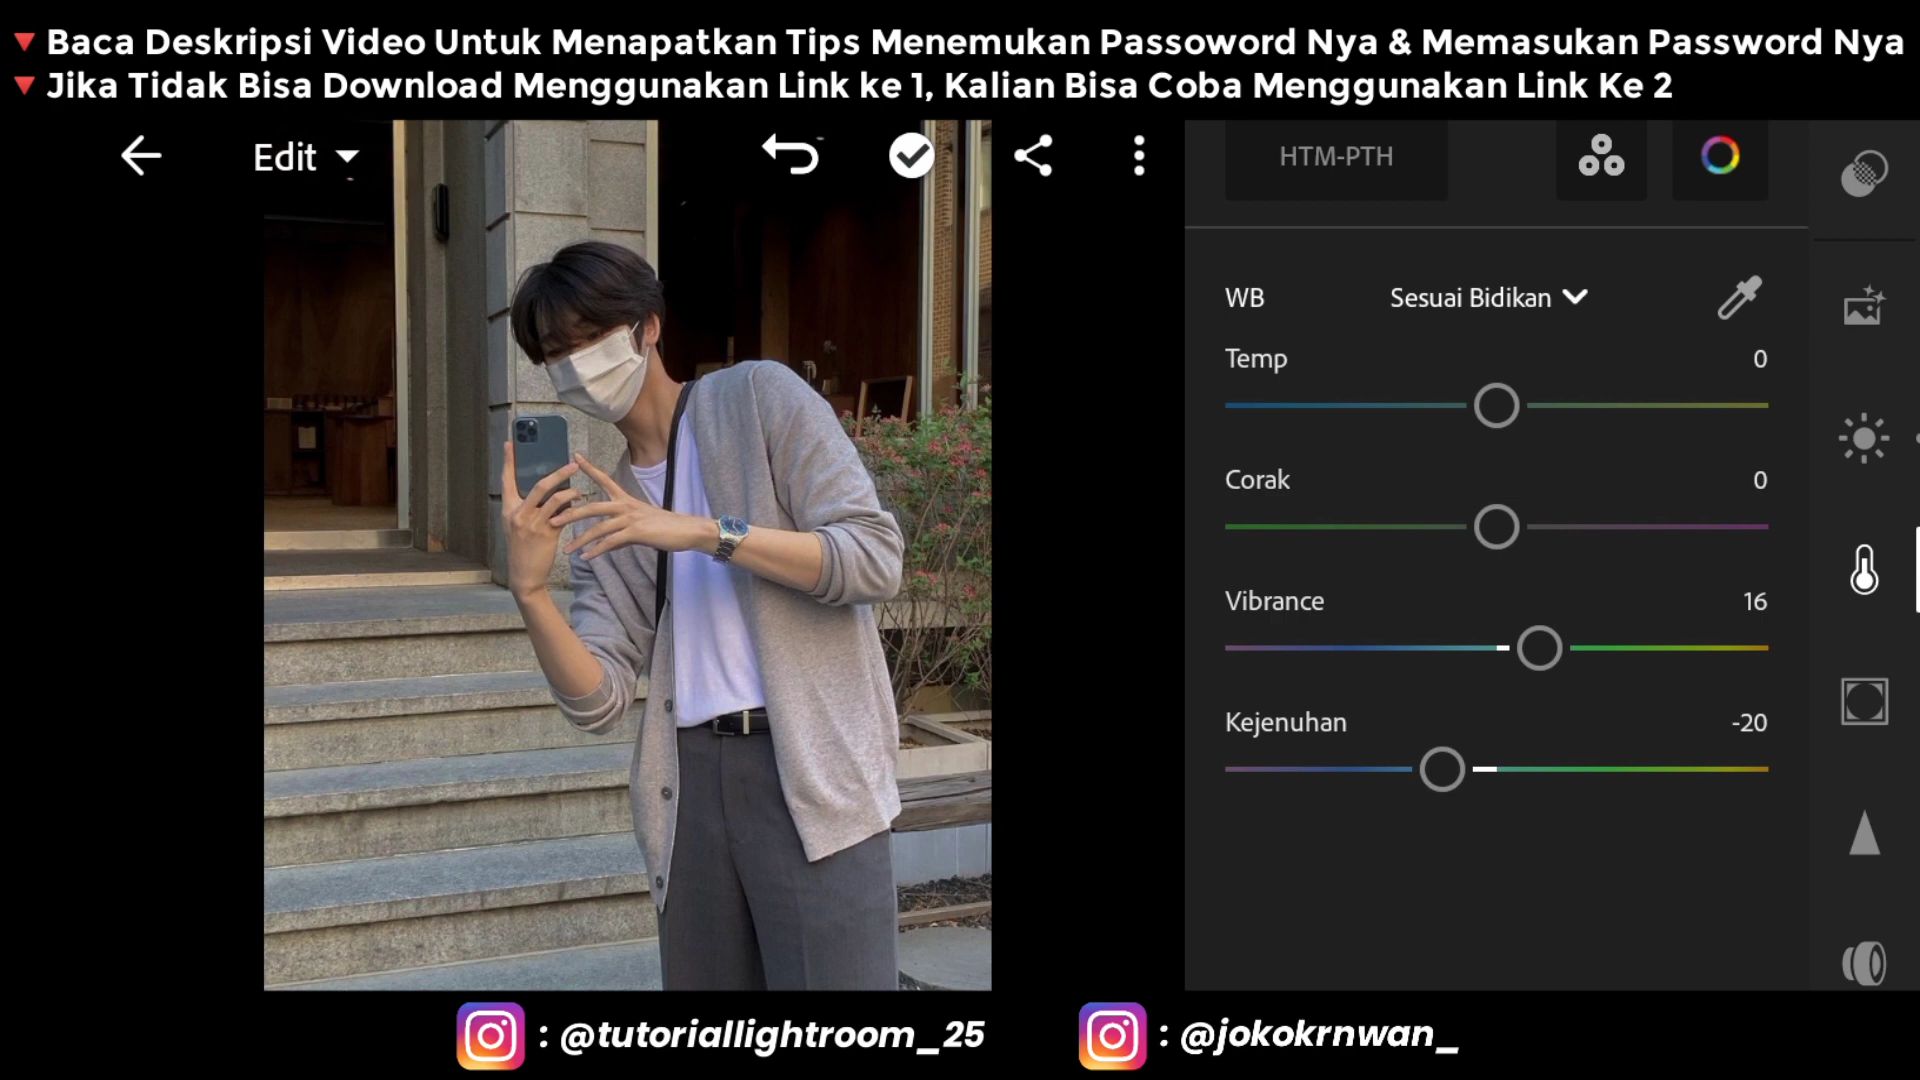 Baca Deskripsi Video Untuk Menapatkan Tips Menemukan Passoword Nya & Memasukan Password Nya
Jika Tidak Bisa Download Menggunakan Link ke 1, Kalian Bisa Coba Menggunakan Link Ke 2
Edit
HTM-PTH
WB Sesuai Bidikan
Temp 0
Corak 0
Vibrance 16
Kejenuhan -20
: @tutoriallightroom_25 : @jokokrnwan_